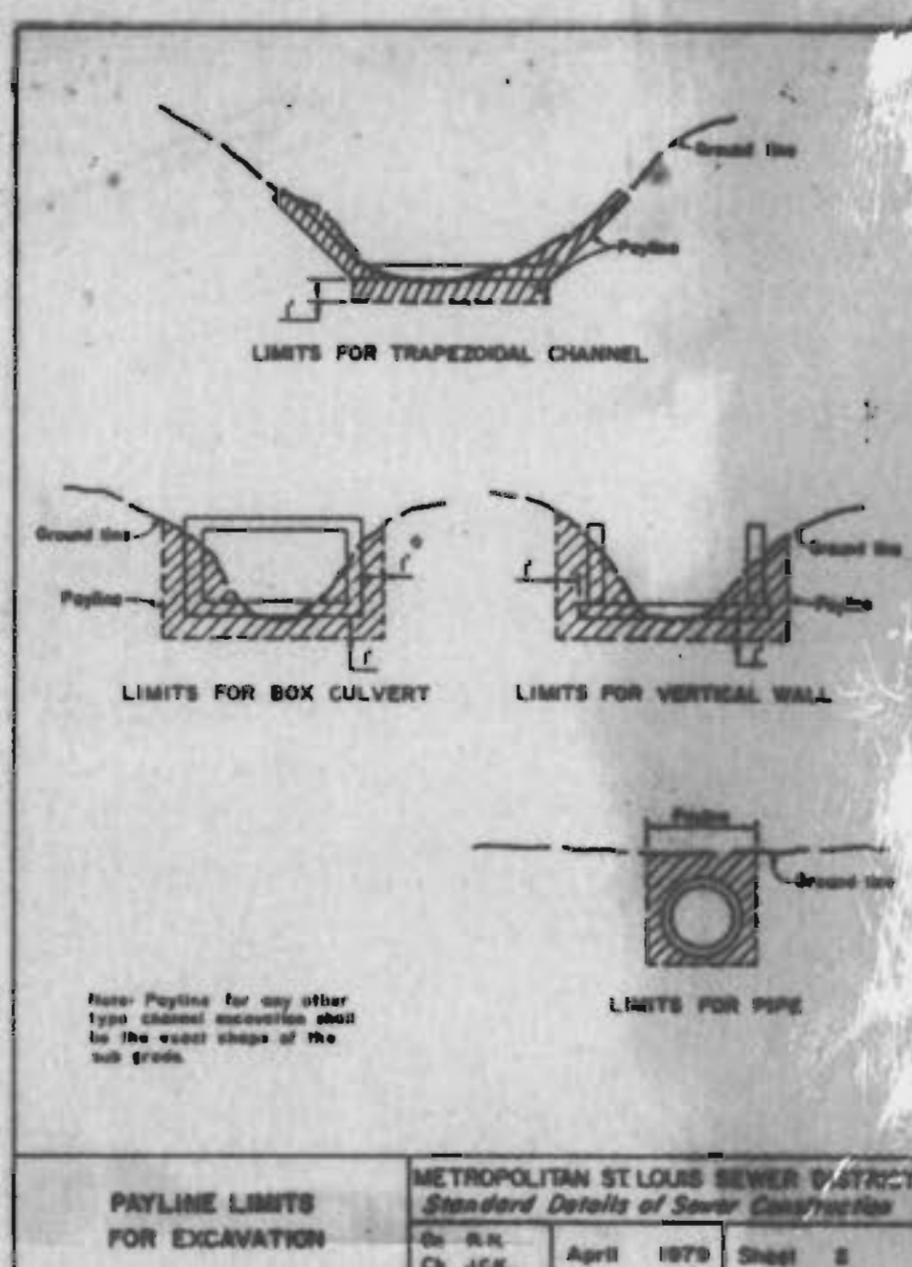 Ground line
Payline
LIMITS FOR TRAPEZOIDAL CHANNEL
Ground line
Payline
LIMITS FOR BOX CULVERT
Ground line
Payline
LIMITS FOR VERTICAL WALL
Payline
Ground line
LIMITS FOR PIPE
Note: Payline for any other
type channel excavation shall
be the exact shape of the
sub grade.
PAYLINE LIMITS
FOR EXCAVATION
METROPOLITAN ST. LOUIS SEWER DISTRICT
Standard Details of Sewer Construction
R.H.
April 1979
Sheet